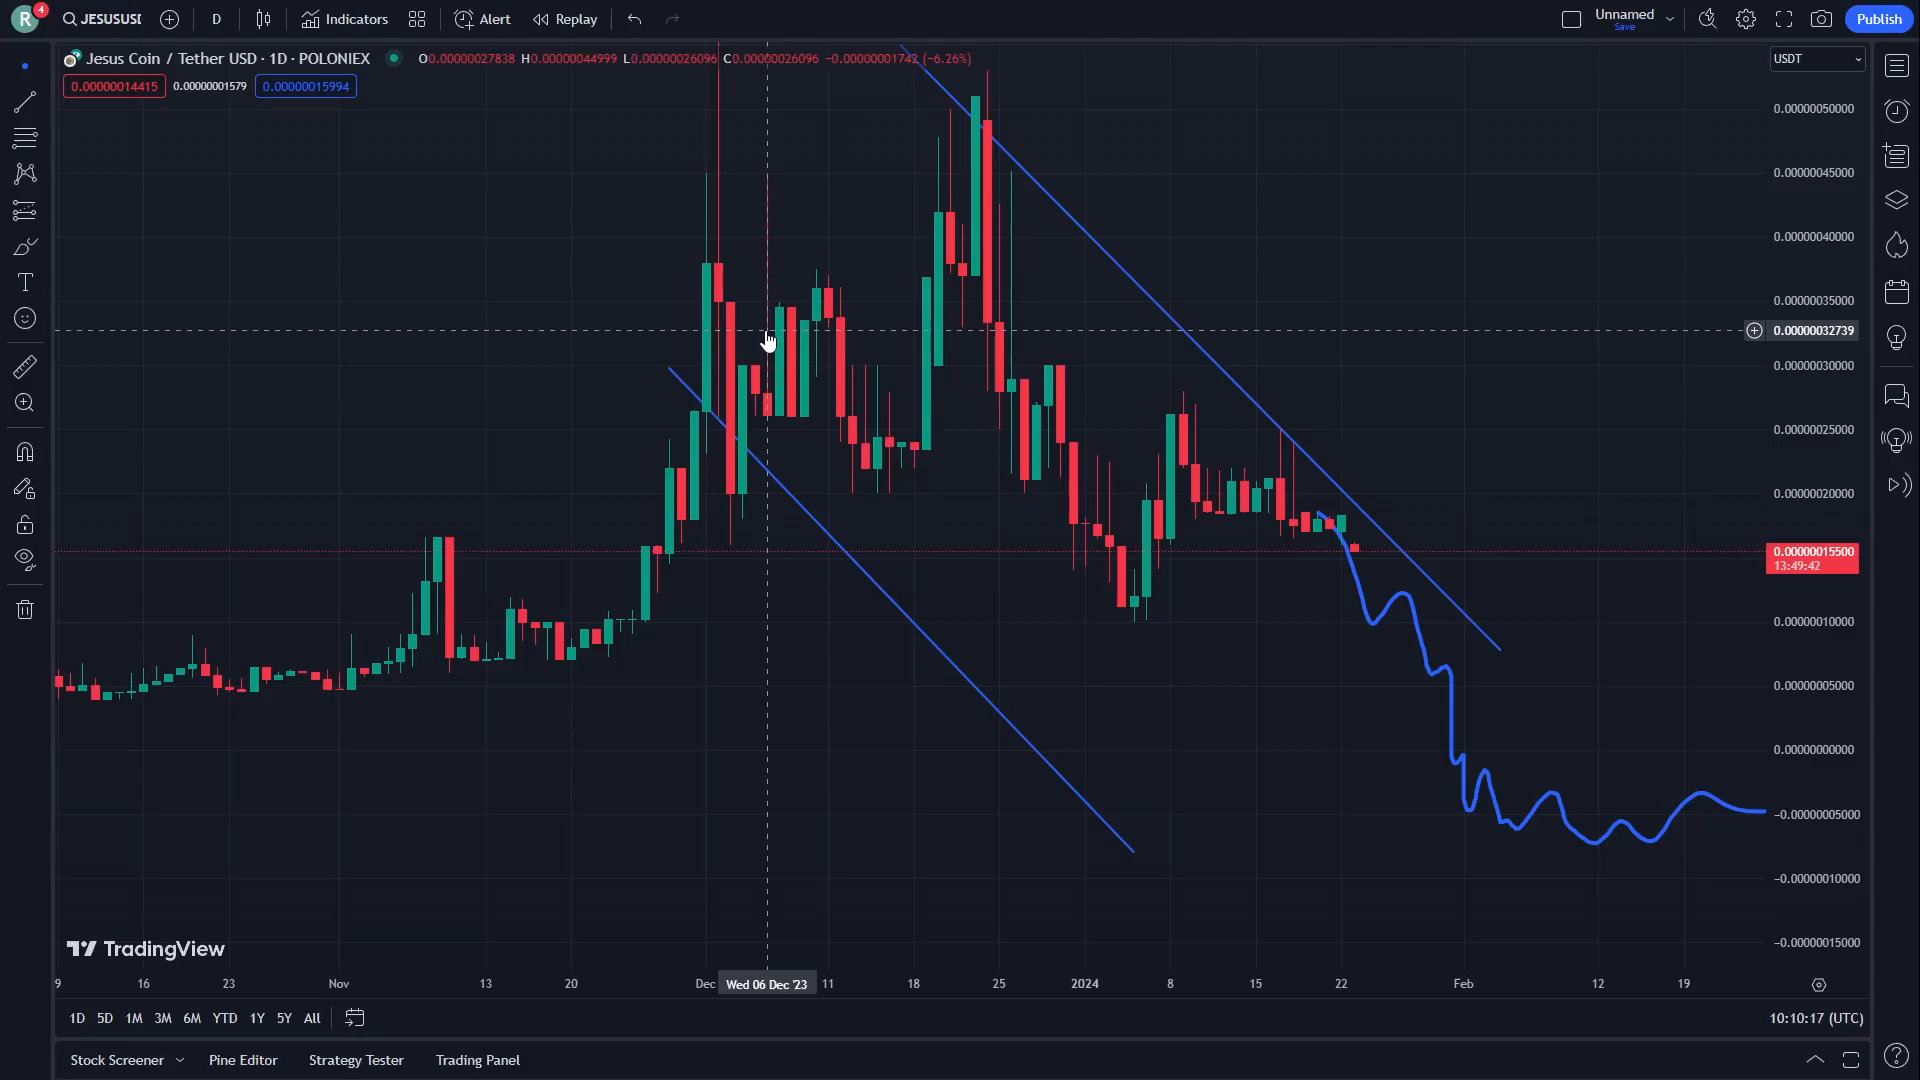 R 4 JESUSUSI D Indicators Alert Replay Unnamed Save Publish
Jesus Coin / Tether USD · 1D · POLONIEX O0.00000027838 H0.00000044999 L0.00000026096 C0.00000026096 −0.00000001742 (−6.26%) USDT
0.00000014415 0.00000001579 0.00000015994
0.00000050000
0.00000045000
0.00000040000
0.00000035000
0.00000032739
0.00000030000
0.00000025000
0.00000020000
0.00000015500
13:49:42
0.00000010000
0.00000005000
0.00000000000
−0.00000005000
−0.00000010000
−0.00000015000
TradingView
9 16 23 Nov 13 20 Dec Wed 06 Dec '23 11 18 25 2024 8 15 22 Feb 12 19
1D 5D 1M 3M 6M YTD 1Y 5Y All 10:10:17 (UTC)
Stock Screener Pine Editor Strategy Tester Trading Panel